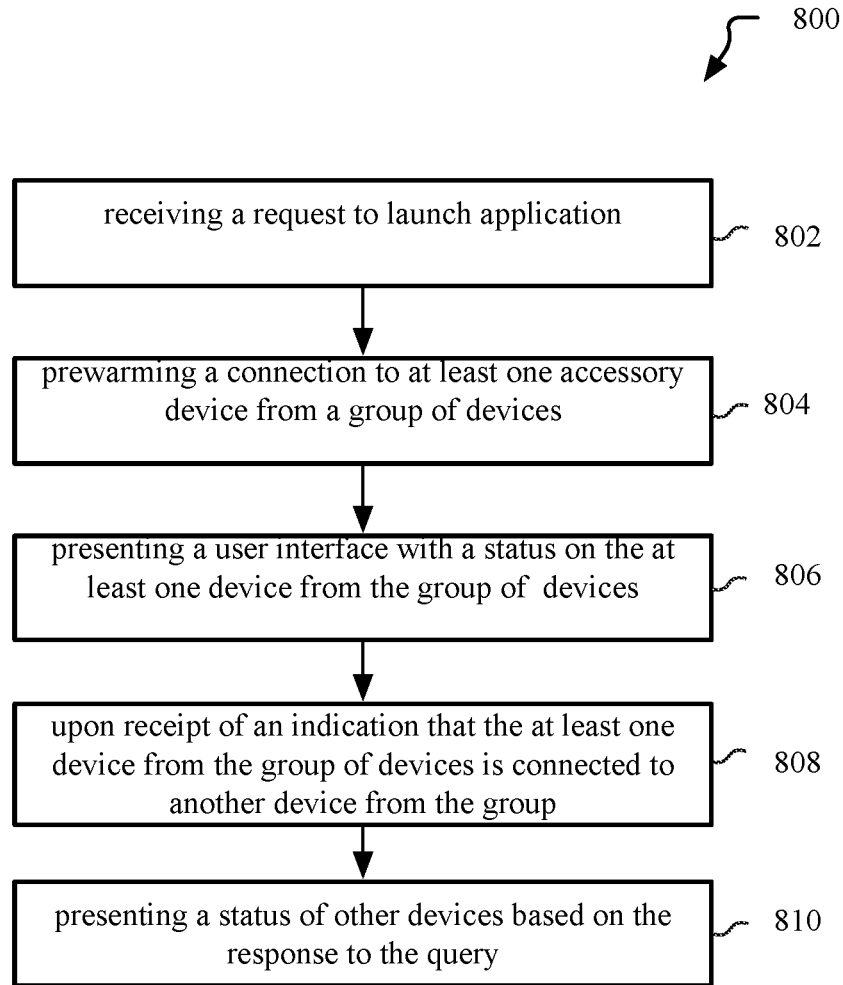 800
receiving a request to launch application
802
prewarming a connection to at least one accessory
device from a group of devices
804
presenting a user interface with a status on the at
least one device from the group of devices
806
upon receipt of an indication that the at least one
device from the group of devices is connected to
another device from the group
808
presenting a status of other devices based on the
response to the query
810